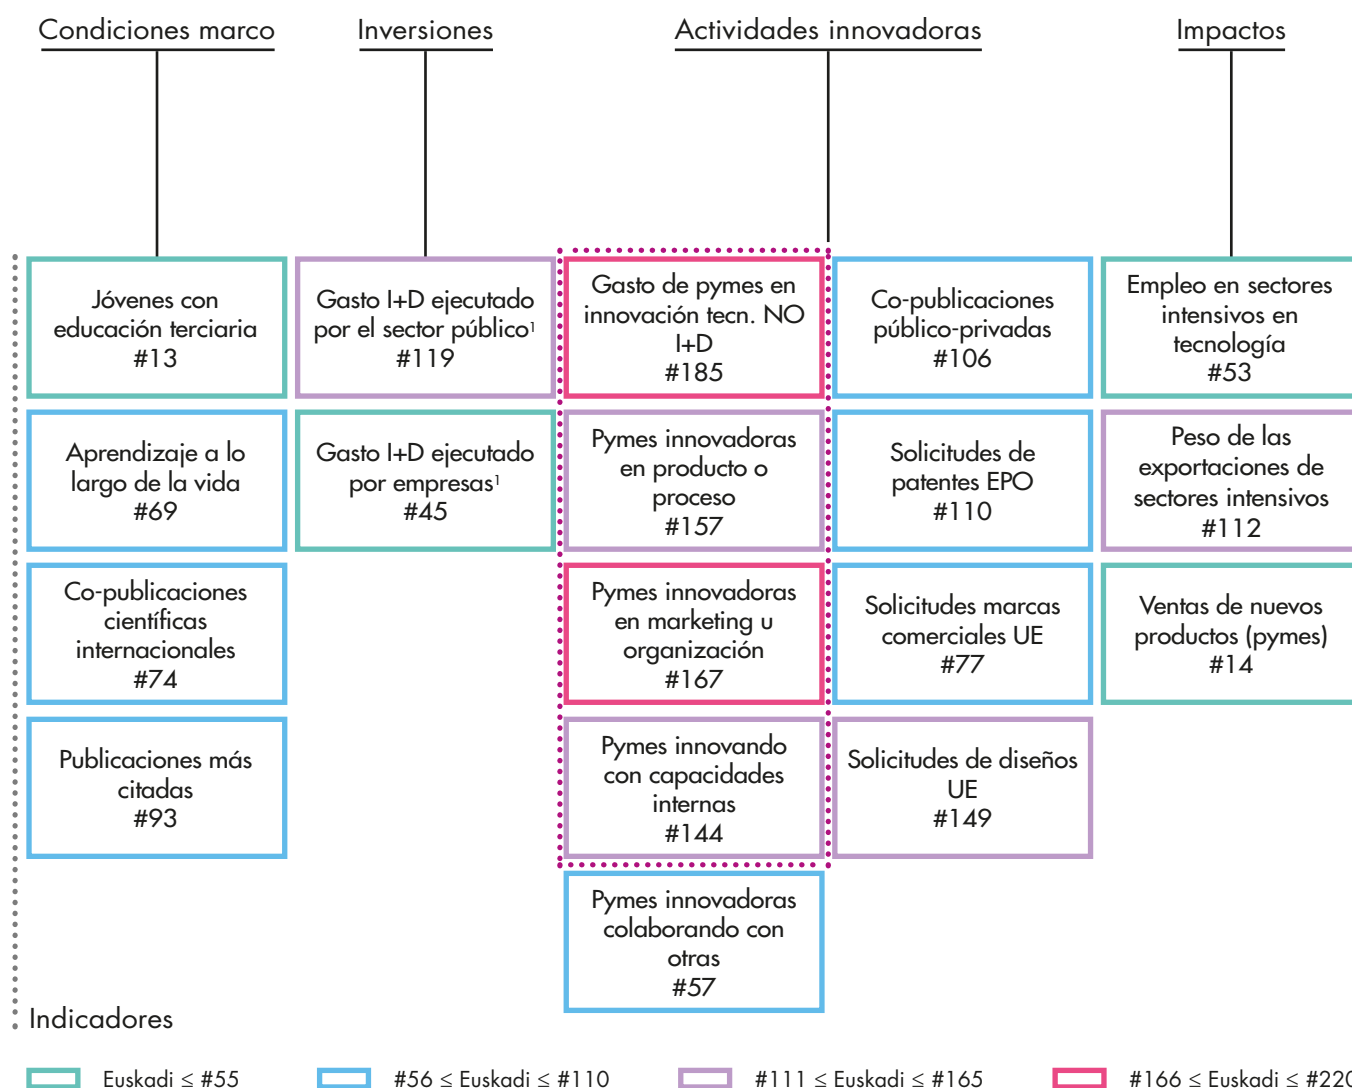 Condiciones marco
Inversiones
Actividades innovadoras
Impactos
Jóvenes con
educación terciaria
#13
Aprendizaje a lo
largo de la vida
#69
Co-publicaciones
científicas
internacionales
#74
Publicaciones más
citadas
#93
Gasto I+D ejecutado
por el sector público¹
#119
Gasto I+D ejecutado
por empresas¹
#45
Gasto de pymes en
innovación tecn. NO
I+D
#185
Pymes innovadoras
en producto o
proceso
#157
Pymes innovadoras
en marketing u
organización
#167
Pymes innovando
con capacidades
internas
#144
Pymes innovadoras
colaborando con
otras
#57
Co-publicaciones
público-privadas
#106
Solicitudes de
patentes EPO
#110
Solicitudes marcas
comerciales UE
#77
Solicitudes de diseños
UE
#149
Empleo en sectores
intensivos en
tecnología
#53
Peso de las
exportaciones de
sectores intensivos
#112
Ventas de nuevos
productos (pymes)
#14
Indicadores
Euskadi ≤ #55
#56 ≤ Euskadi ≤ #110
#111 ≤ Euskadi ≤ #165
#166 ≤ Euskadi ≤ #220